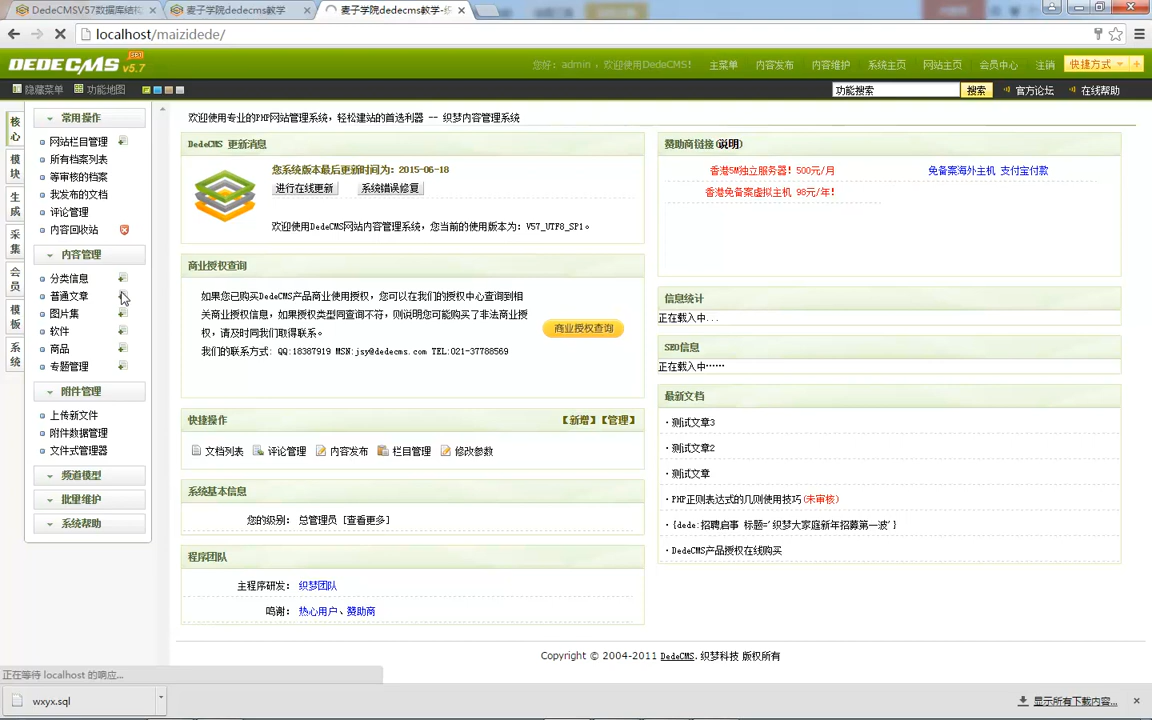 DedeCMSV57数据库结构
麦子学院dedecms教学
麦子学院dedecms教学-织
localhost/maizidede/
DEDECMS v5.7 SP1
您好: admin , 欢迎使用DedeCMS! 主菜单 内容发布 内容维护 系统主页 网站主页 会员中心 注销 快捷方式
隐藏菜单 功能地图 功能搜索 搜索 官方论坛 在线帮助
核心
模块
生成
采集
会员
模板
系统
常用操作
网站栏目管理
所有档案列表
等审核的档案
我发布的文档
评论管理
内容回收站
内容管理
分类信息
普通文章
图片集
软件
商品
专题管理
附件管理
上传新文件
附件数据管理
文件式管理器
频道模型
批量维护
系统帮助
欢迎使用专业的PHP网站管理系统，轻松建站的首选利器 -- 织梦内容管理系统
DedeCMS 更新消息
您系统版本最后更新时间为: 2015-06-18
进行在线更新 系统错误修复
欢迎使用DedeCMS网站内容管理系统，您当前的使用版本为: V57_UTF8_SP1。
商业授权查询
如果您已购买DedeCMS产品商业使用授权，您可以在我们的授权中心查询到相
关商业授权信息，如果授权类型同查询不符，则说明您可能购买了非法商业授
权，请及时同我们取得联系。
我们的联系方式: QQ:18387919 MSN:jsy@dedecms.com TEL:021-37788569
商业授权查询
快捷操作 【新增】【管理】
文档列表 评论管理 内容发布 栏目管理 修改参数
系统基本信息
您的级别: 总管理员 [查看更多]
程序团队
主程序研发: 织梦团队
鸣谢: 热心用户、赞助商
赞助商链接(说明)
香港5M独立服务器! 500元/月 免备案海外主机 支付宝付款
香港免备案虚拟主机 98元/年!
信息统计
正在载入中...
SEO信息
正在载入中……
最新文档
·测试文章3
·测试文章2
·测试文章
·PHP正则表达式的几则使用技巧(未审核)
·{dede:招聘启事 标题='织梦大家庭新年招募第一波'}
·DedeCMS产品授权在线购买
Copyright © 2004-2011 DedeCMS. 织梦科技 版权所有
正在等待 localhost 的响应...
wxyx.sql
显示所有下载内容...